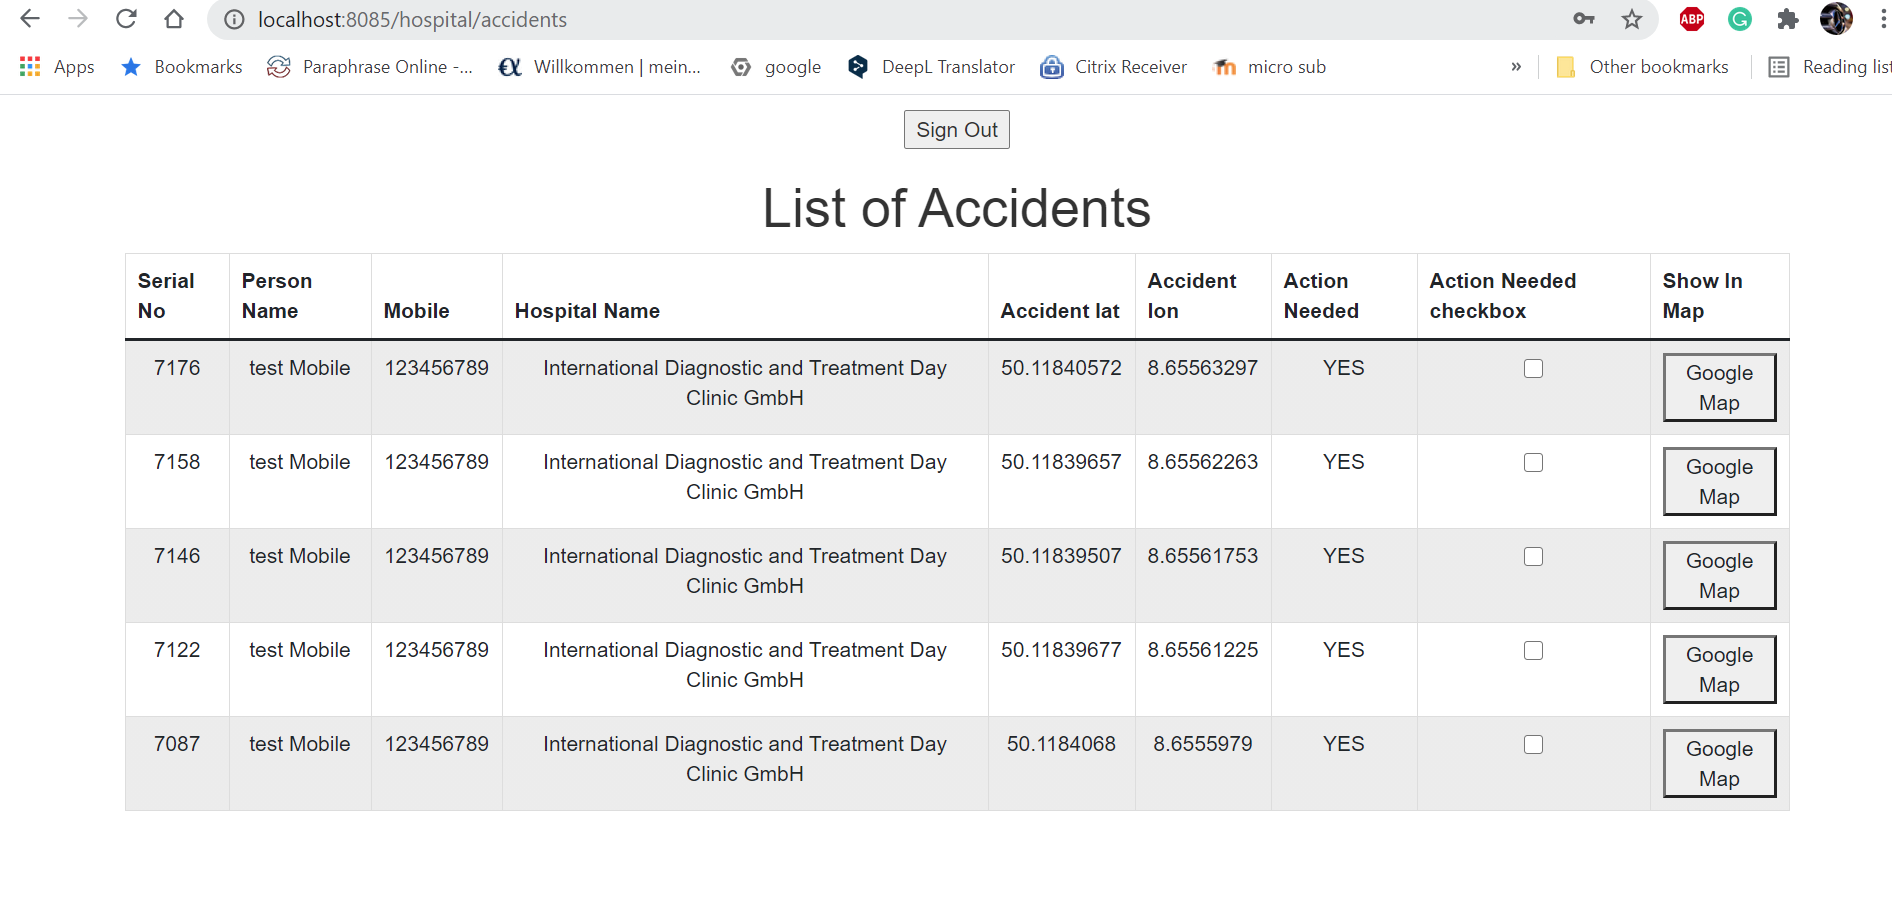 localhost:8085/hospital/accidents
ABP
Apps Bookmarks Paraphrase Online -... Willkommen | mein... google DeepL Translator Citrix Receiver micro sub » Other bookmarks Reading list
Sign Out
List of Accidents
Serial No Person Name Mobile Hospital Name Accident lat Accident lon Action Needed Action Needed checkbox Show In Map
7176 test Mobile 123456789 International Diagnostic and Treatment Day Clinic GmbH 50.11840572 8.65563297 YES Google Map
7158 test Mobile 123456789 International Diagnostic and Treatment Day Clinic GmbH 50.11839657 8.65562263 YES Google Map
7146 test Mobile 123456789 International Diagnostic and Treatment Day Clinic GmbH 50.11839507 8.65561753 YES Google Map
7122 test Mobile 123456789 International Diagnostic and Treatment Day Clinic GmbH 50.11839677 8.65561225 YES Google Map
7087 test Mobile 123456789 International Diagnostic and Treatment Day Clinic GmbH 50.1184068 8.6555979 YES Google Map